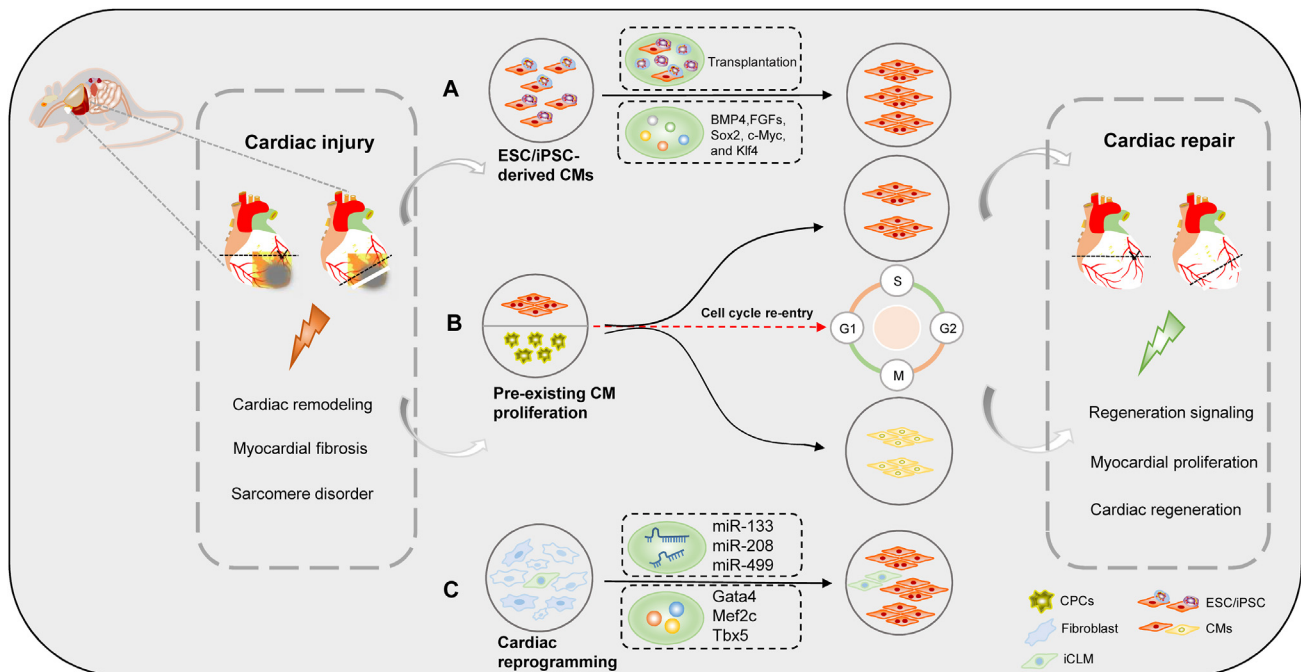 Cardiac injury
Cardiac remodeling
Myocardial fibrosis
Sarcomere disorder
A
ESC/iPSC-
derived CMs
Transplantation
BMP4,FGFs,
Sox2, c-Myc,
and Klf4
B
Pre-existing CM
proliferation
Cell cycle re-entry
S
G1
G2
M
C
Cardiac
reprogramming
miR-133
miR-208
miR-499
Gata4
Mef2c
Tbx5
Cardiac repair
Regeneration signaling
Myocardial proliferation
Cardiac regeneration
CPCs
ESC/iPSC
Fibroblast
CMs
iCLM